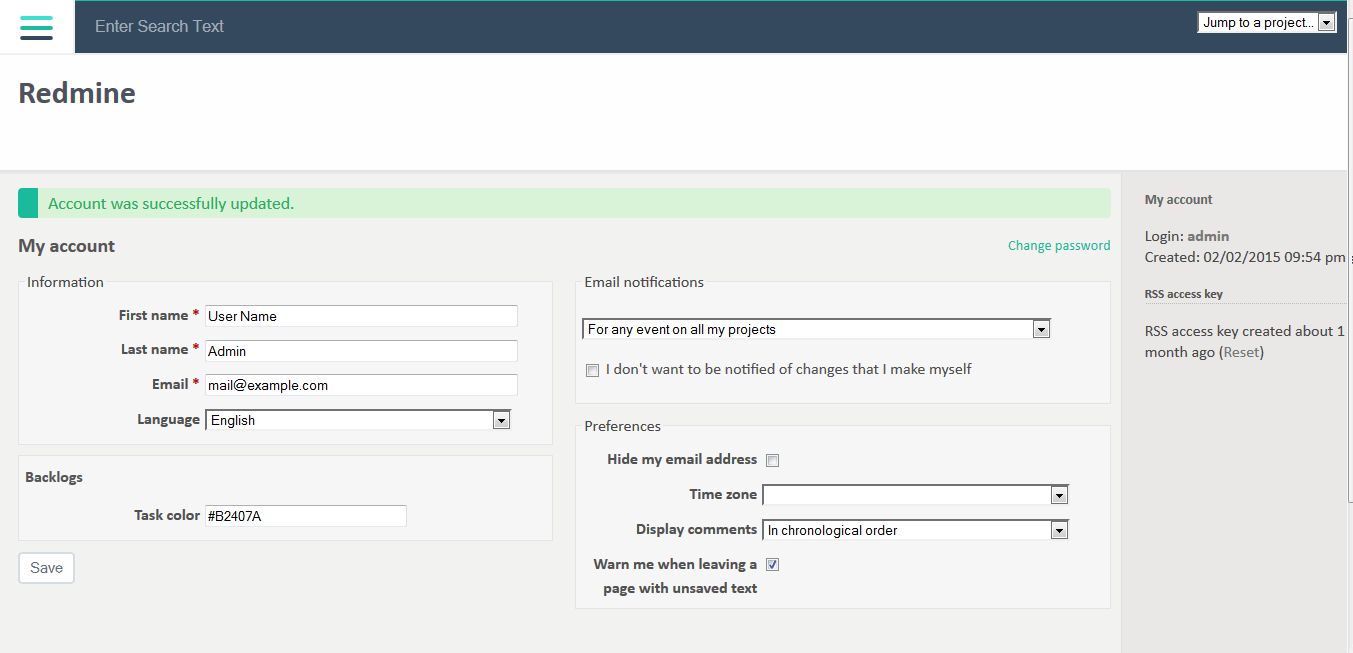 Enter Search Text
Jump to a project...
Redmine
Account was successfully updated.
My account
Change password
Information
First name * User Name
Last name * Admin
Email * mail@example.com
Language English
Backlogs
Task color #B2407A
Save
Email notifications
For any event on all my projects
I don't want to be notified of changes that I make myself
Preferences
Hide my email address
Time zone
Display comments In chronological order
Warn me when leaving a
page with unsaved text
My account
Login: admin
Created: 02/02/2015 09:54 pm
RSS access key
RSS access key created about 1
month ago (Reset)